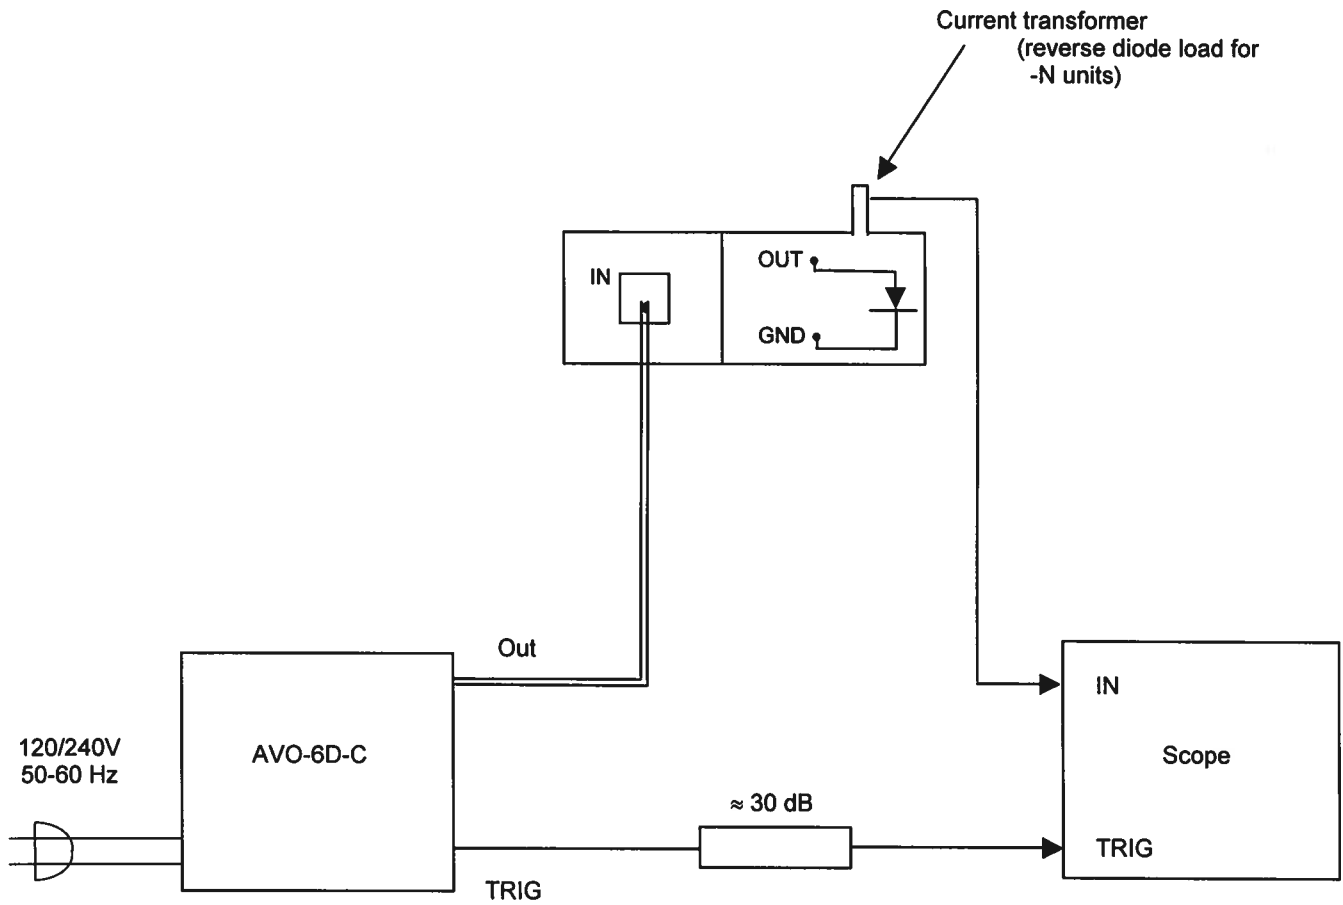 Current transformer
(reverse diode load for
-N units)
IN
OUT
GND
Out
120/240V
50-60 Hz
AVO-6D-C
≈ 30 dB
TRIG
IN
Scope
TRIG